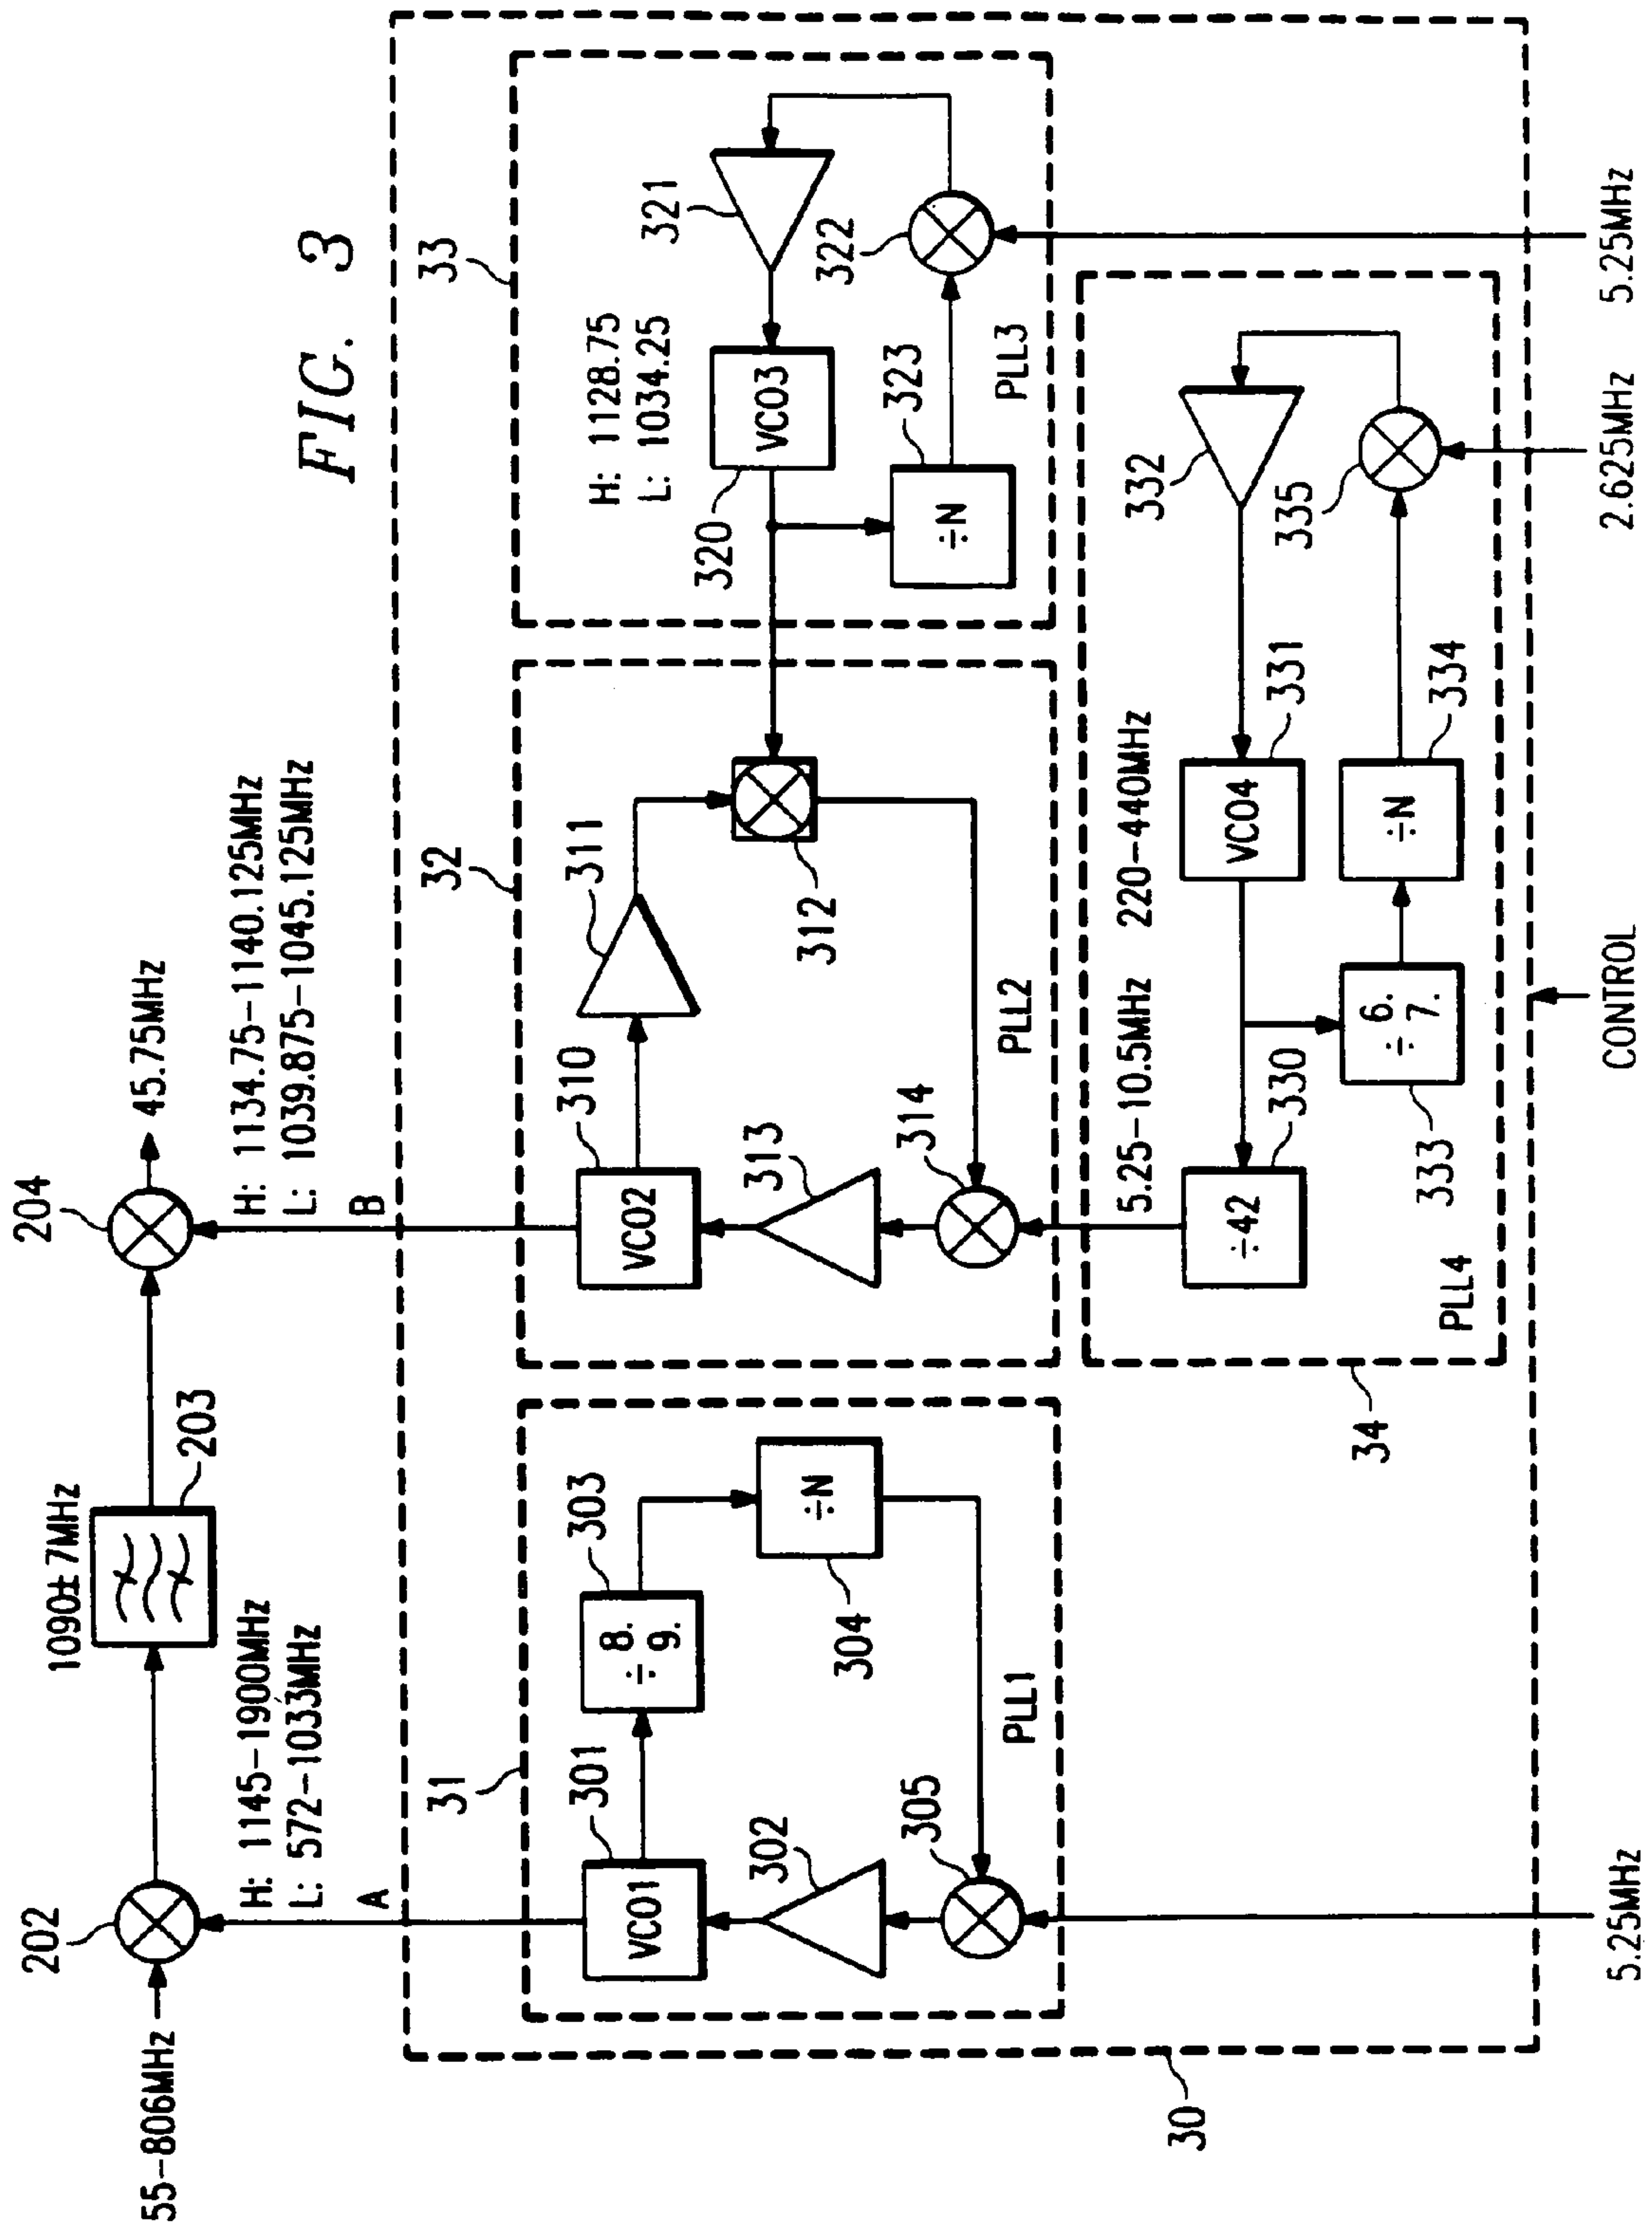 FIG. 3
55-806MHz
202
1090± 7MHz
203
204
45.75MHz
H: 1145-1900MHz
L: 572-1033MHz
A
H: 1134.75-1140.125MHz
L: 1039.875-1045.125MHz
B
30
31
VCO1
301
302
÷ 8. 9.
303
÷N
304
305
PLL1
5.25MHz
32
VCO2
310
311
312
313
314
PLL2
33
H: 1128.75
L: 1034.25
VCO3
320
321
322
÷N
323
PLL3
5.25MHz
34
5.25-10.5MHz
220-440MHz
÷42
330
VCO4
331
332
÷ 6. 7.
333
÷N
334
335
PLL4
2.625MHz
CONTROL